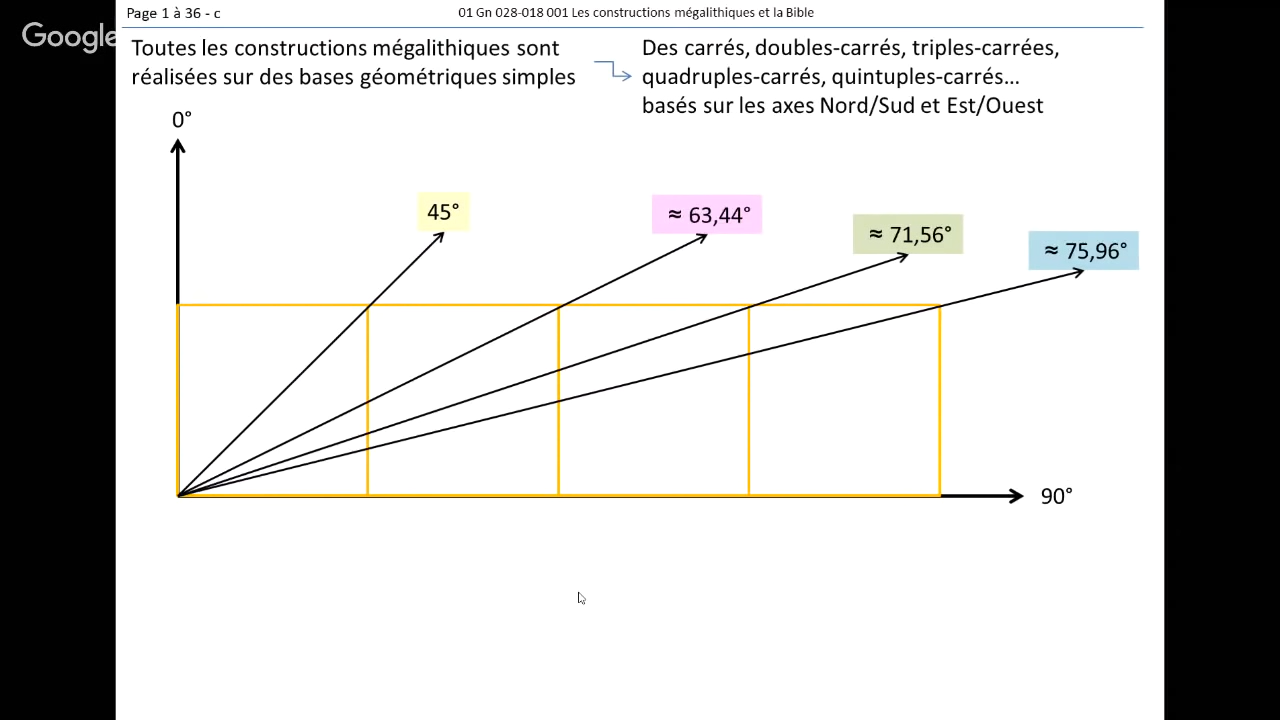 Google
Page 1 à 36 - c
01 Gn 028-018 001 Les constructions mégalithiques et la Bible
Toutes les constructions mégalithiques sont
réalisées sur des bases géométriques simples
Des carrés, doubles-carrés, triples-carrées,
quadruples-carrés, quintuples-carrés...
basés sur les axes Nord/Sud et Est/Ouest
0°
45°
≈ 63,44°
≈ 71,56°
≈ 75,96°
90°